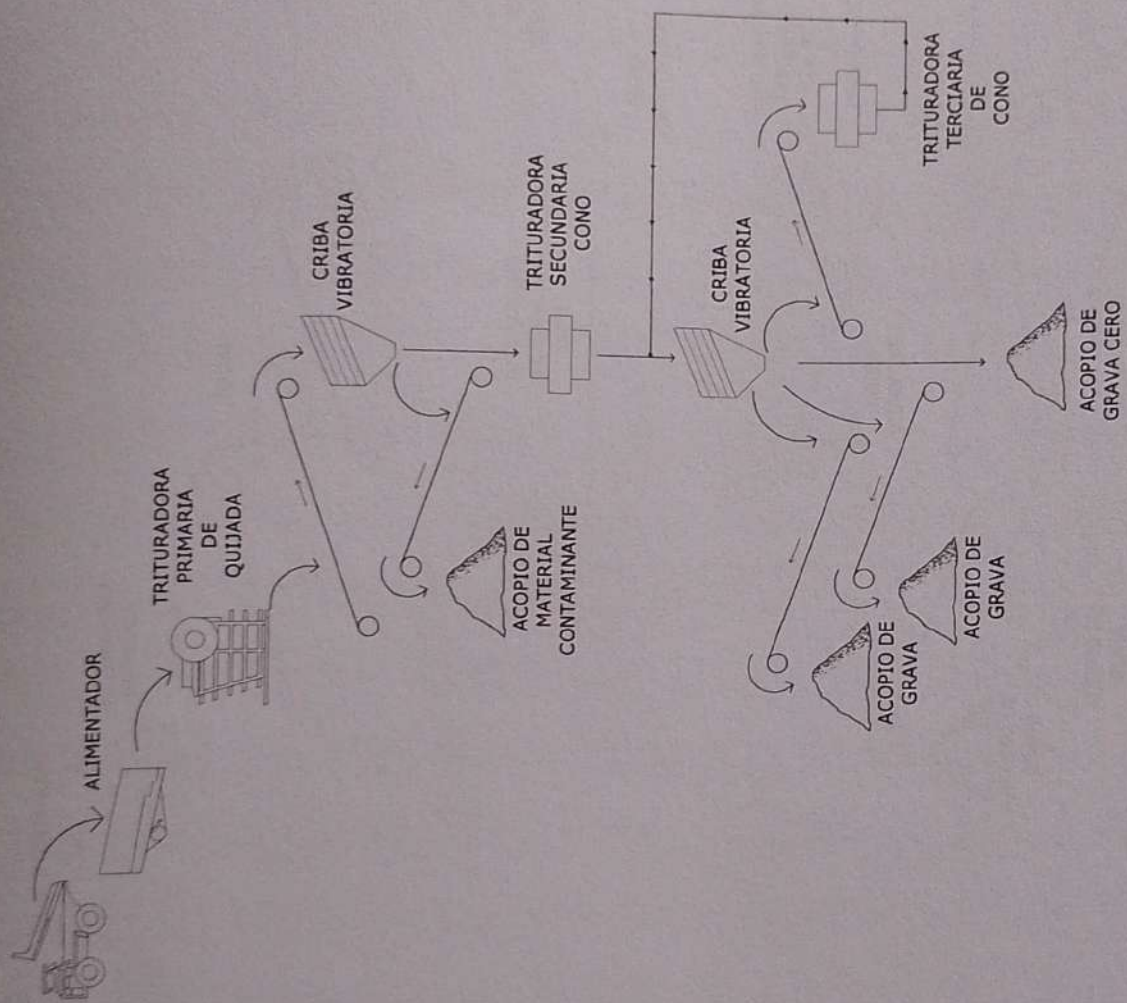 ALIMENTADOR
TRITURADORA
PRIMARIA
DE
QUIJADA
CRIBA
VIBRATORIA
ACOPIO DE
MATERIAL
CONTAMINANTE
TRITURADORA
SECUNDARIA
CONO
CRIBA
VIBRATORIA
TRITURADORA
TERCIARIA
DE
CONO
ACOPIO DE
GRAVA
ACOPIO DE
GRAVA
ACOPIO DE
GRAVA CERO